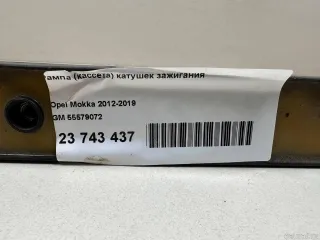 рампа (кассета) катушек зажигания
Opel Mokka 2012-2019
GM 55579072
23 743 437